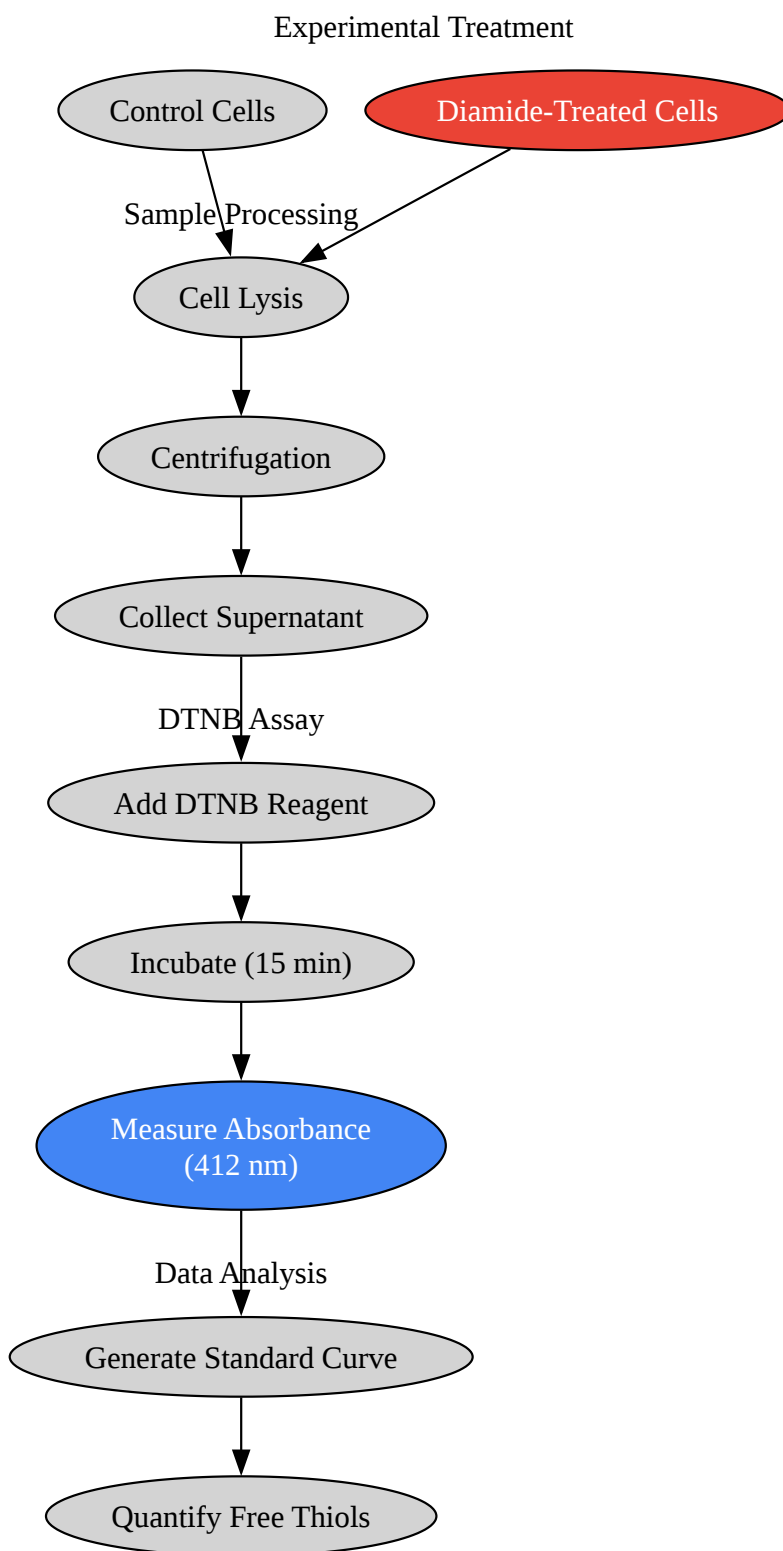 Experimental Treatment
Control Cells
Diamide-Treated Cells
Sample Processing
Cell Lysis
Centrifugation
Collect Supernatant
DTNB Assay
Add DTNB Reagent
Incubate (15 min)
Measure Absorbance
(412 nm)
Data Analysis
Generate Standard Curve
Quantify Free Thiols